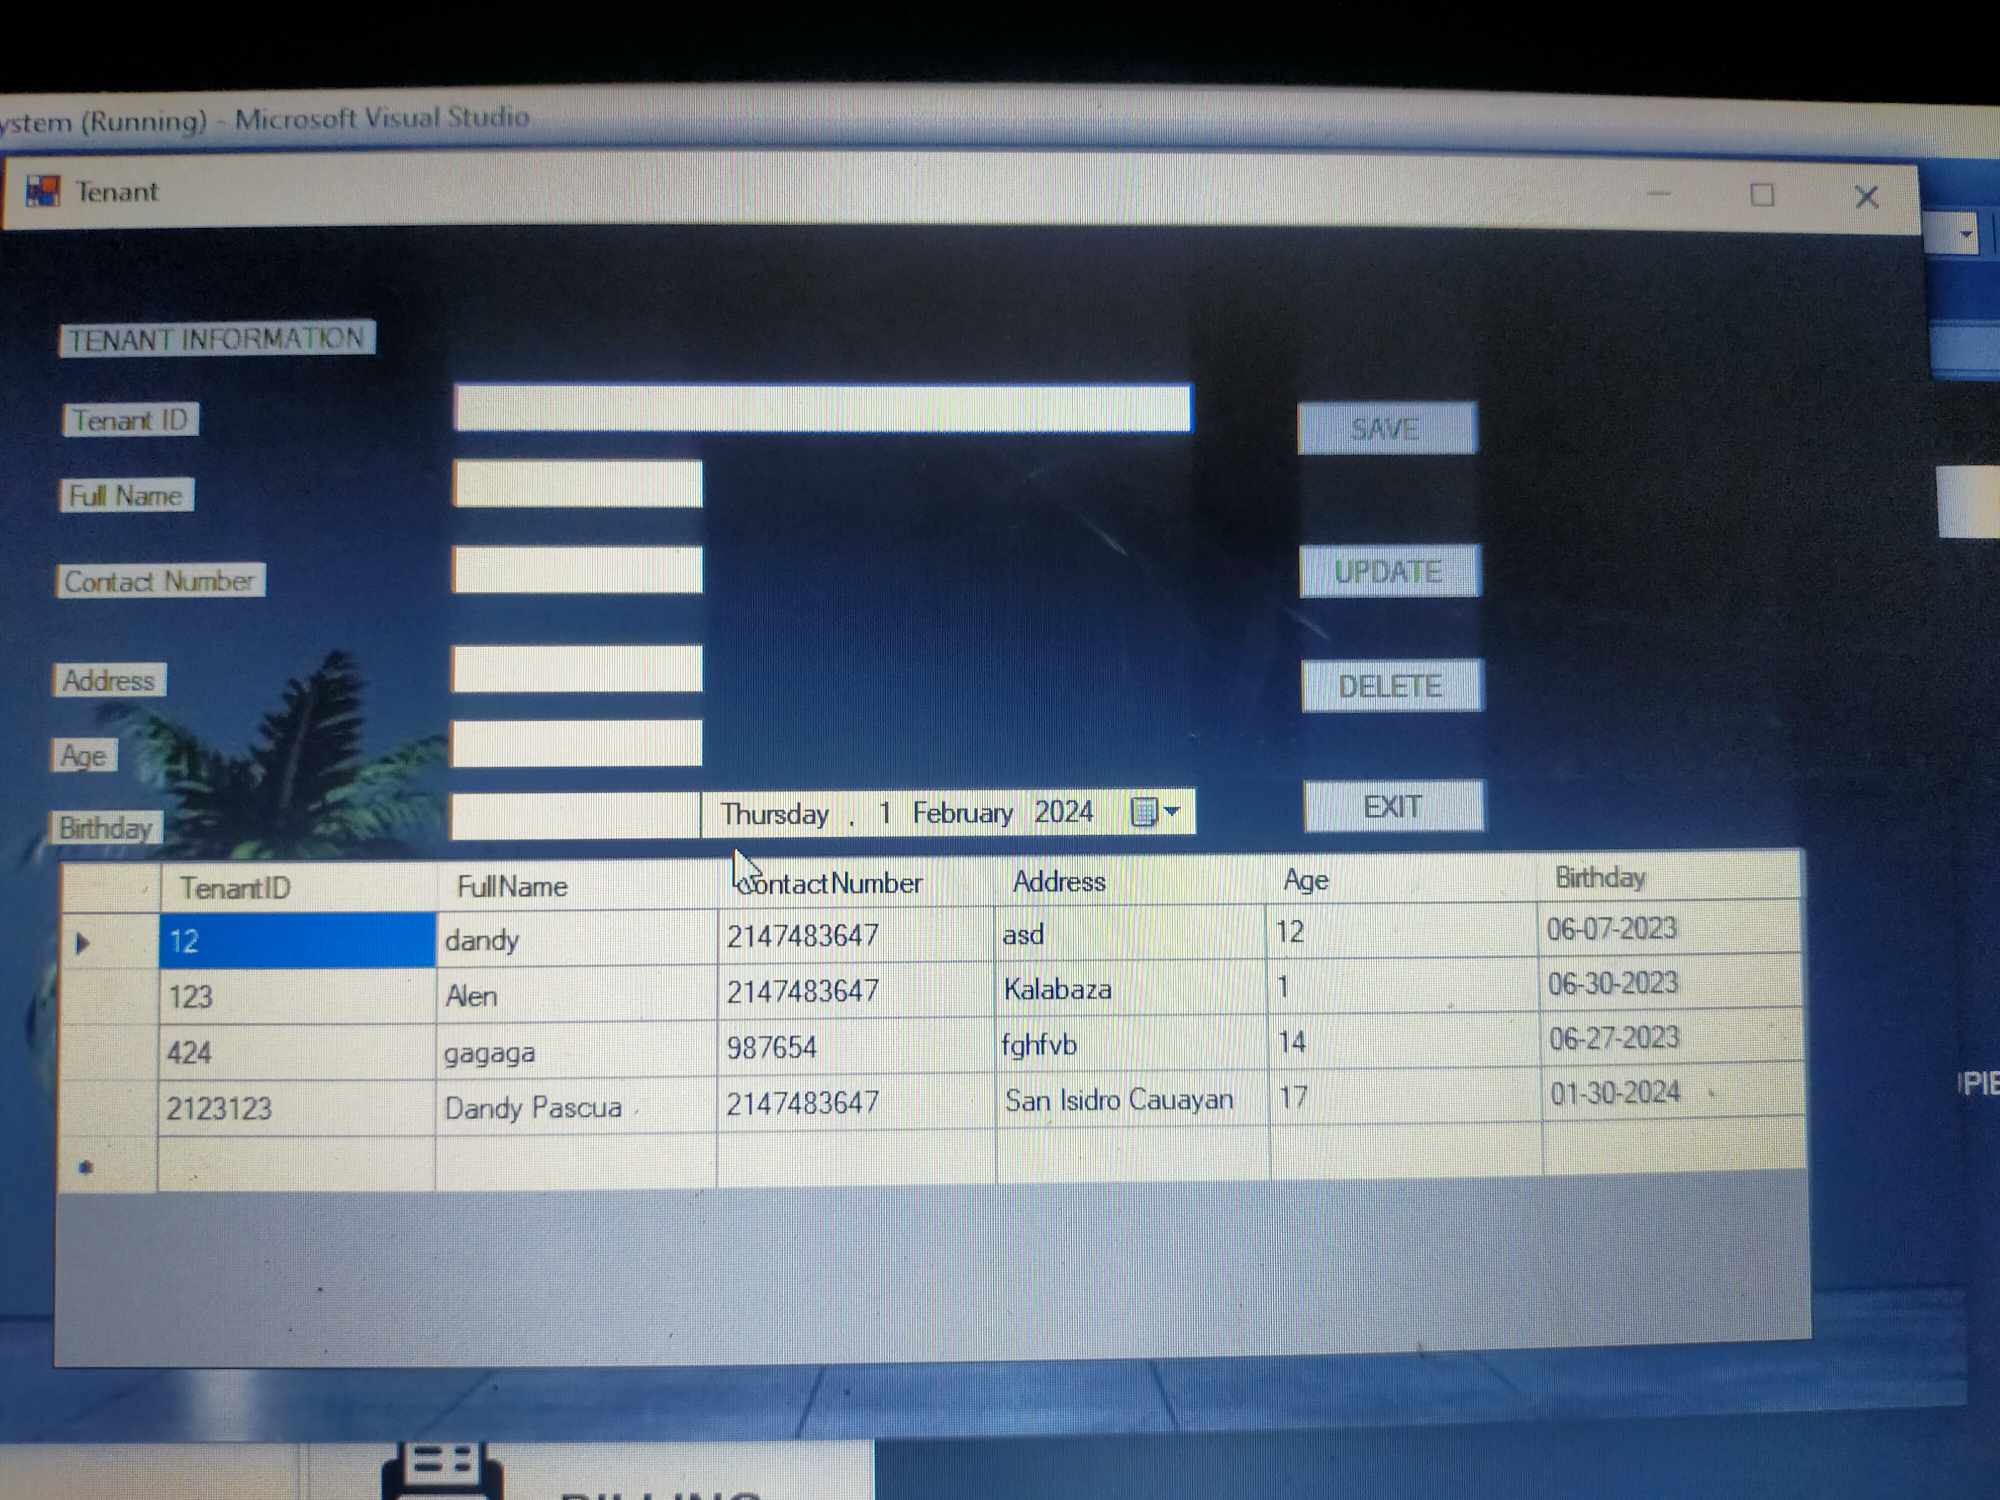 ystem (Running) - Microsoft Visual Studio
Tenant
TENANT INFORMATION
Tenant ID
SAVE
Full Name
Contact Number
UPDATE
Address
DELETE
Age
Birthday
Thursday , 1 February 2024
EXIT
TenantID FullName ContactNumber Address Age Birthday
12 dandy 2147483647 asd 12 06-07-2023
123 Alen 2147483647 Kalabaza 1 06-30-2023
424 gagaga 987654 fghfvb 14 06-27-2023
2123123 Dandy Pascua 2147483647 San Isidro Cauayan 17 01-30-2024
BILLING